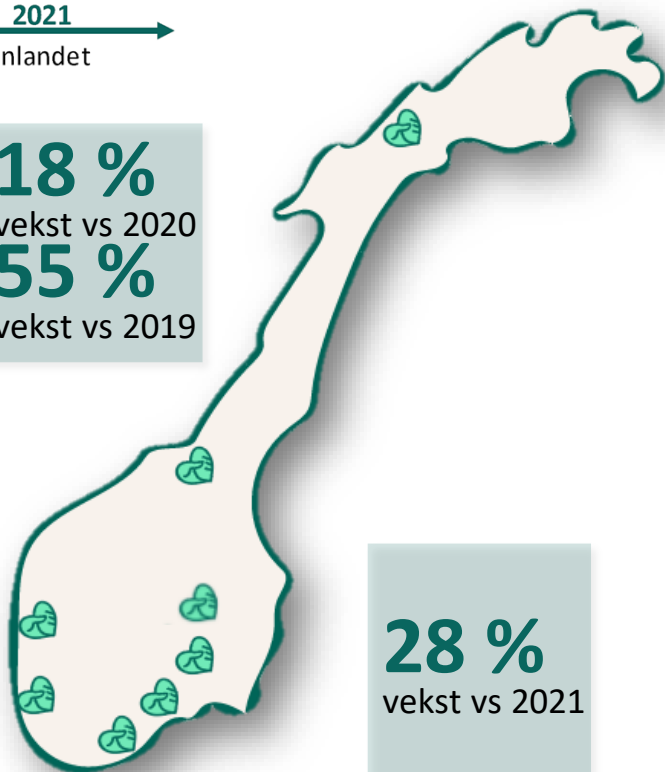 2021
nlandet
18 %
vekst vs 2020
55 %
vekst vs 2019
28 %
vekst vs 2021